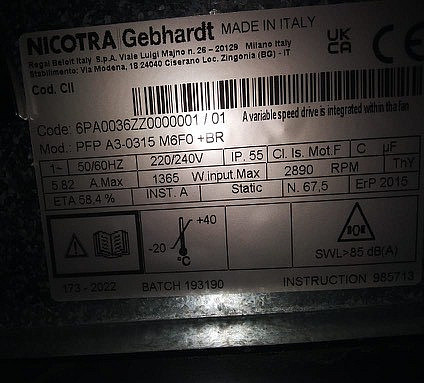 NICOTRA Gebhardt MADE IN ITALY
Regal Beloit Italy S.p.A. Viale Luigi Majno n. 26 - 20129 Milano Italy
Stabilimento: Via Modena, 18 24040 Ciserano Loc. Zingonia (BG) - IT
UK
CA
CE
Cod. Cll
Code: 6PA0036ZZ0000001 / 01 A variable speed drive is integrated within the fan
Mod.: PFP A3-0315 M6F0 +BR
1~ 50/60HZ 220/240V IP. 55 Cl. Is. Mot. F C µF
5.82 A.Max 1365 W.input.Max 2890 RPM ThY
ETA 58,4 % INST. A Static N. 67,5 ErP 2015
-20 +40
°C
SWL>85 dB(A)
173 - 2022 BATCH 193190 INSTRUCTION 985713